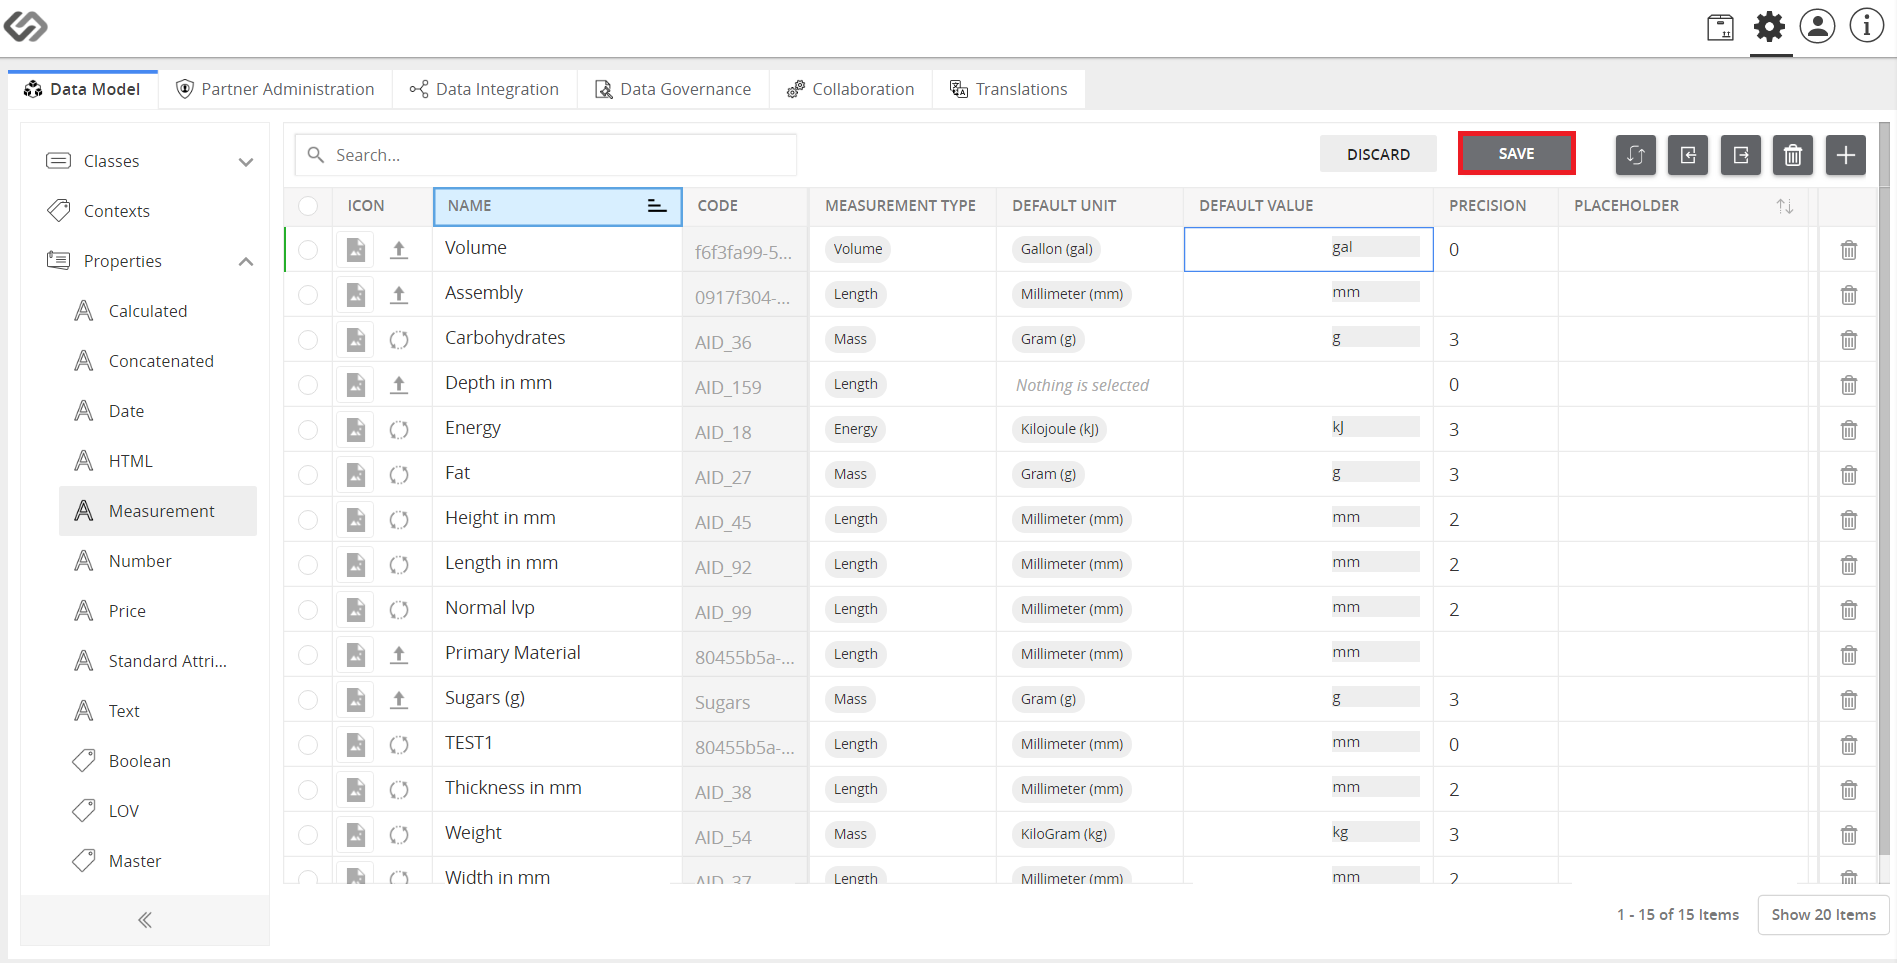 Data Model Partner Administration Data Integration Data Governance Collaboration Translations
Classes
Contexts
Properties
Calculated
Concatenated
Date
HTML
Measurement
Number
Price
Standard Attri...
Text
Boolean
LOV
Master
Search... DISCARD SAVE
ICON NAME CODE MEASUREMENT TYPE DEFAULT UNIT DEFAULT VALUE PRECISION PLACEHOLDER
Volume f6f3fa99-5... Volume Gallon (gal) gal 0
Assembly 0917f304-... Length Millimeter (mm) mm
Carbohydrates AID_36 Mass Gram (g) g 3
Depth in mm AID_159 Length Nothing is selected 0
Energy AID_18 Energy Kilojoule (kJ) kJ 3
Fat AID_27 Mass Gram (g) g 3
Height in mm AID_45 Length Millimeter (mm) mm 2
Length in mm AID_92 Length Millimeter (mm) mm 2
Normal lvp AID_99 Length Millimeter (mm) mm 2
Primary Material 80455b5a-... Length Millimeter (mm) mm
Sugars (g) Sugars Mass Gram (g) g 3
TEST1 80455b5a-... Length Millimeter (mm) mm 0
Thickness in mm AID_38 Length Millimeter (mm) mm 2
Weight AID_54 Mass KiloGram (kg) kg 3
Width in mm AID_37 Length Millimeter (mm) mm 2
1 - 15 of 15 Items Show 20 Items